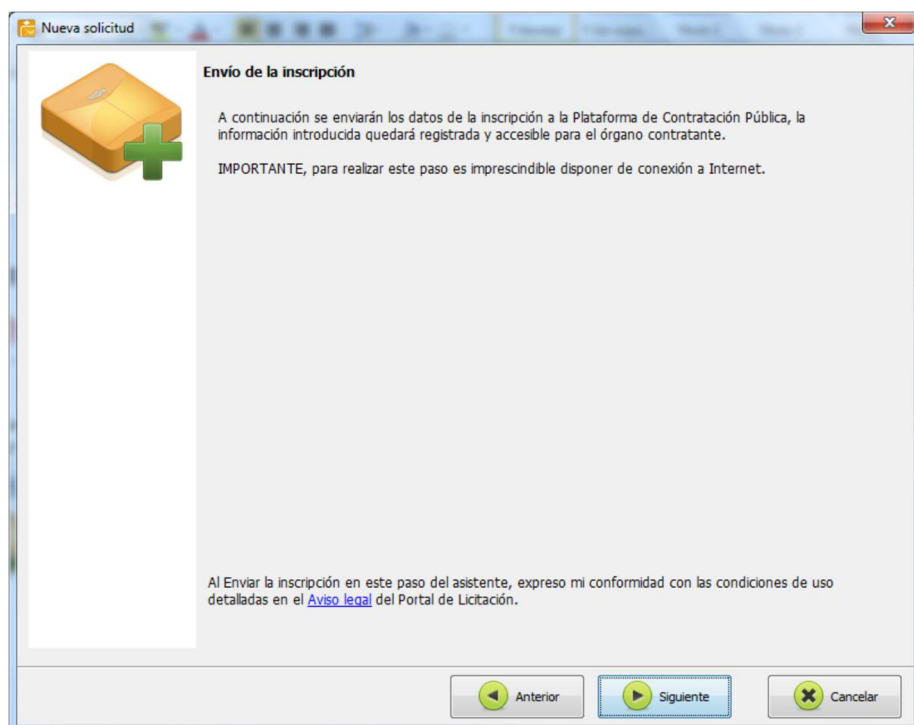 Nueva solicitud
Envío de la inscripción
A continuación se enviarán los datos de la inscripción a la Plataforma de Contratación Pública, la
información introducida quedará registrada y accesible para el órgano contratante.
IMPORTANTE, para realizar este paso es imprescindible disponer de conexión a Internet.
Al Enviar la inscripción en este paso del asistente, expreso mi conformidad con las condiciones de uso
detalladas en el Aviso legal del Portal de Licitación.
Anterior
Siguiente
Cancelar